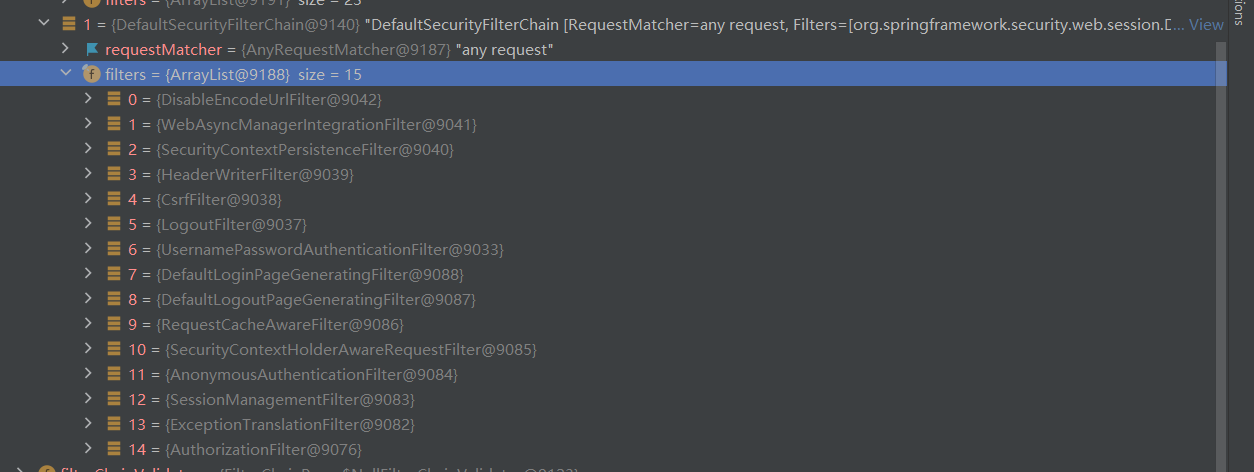 filters = {ArrayList@9191} size = 23
1 = {DefaultSecurityFilterChain@9140} "DefaultSecurityFilterChain [RequestMatcher=any request, Filters=[org.springframework.security.web.session.D... View
requestMatcher = {AnyRequestMatcher@9187} "any request"
filters = {ArrayList@9188} size = 15
0 = {DisableEncodeUrlFilter@9042}
1 = {WebAsyncManagerIntegrationFilter@9041}
2 = {SecurityContextPersistenceFilter@9040}
3 = {HeaderWriterFilter@9039}
4 = {CsrfFilter@9038}
5 = {LogoutFilter@9037}
6 = {UsernamePasswordAuthenticationFilter@9033}
7 = {DefaultLoginPageGeneratingFilter@9088}
8 = {DefaultLogoutPageGeneratingFilter@9087}
9 = {RequestCacheAwareFilter@9086}
10 = {SecurityContextHolderAwareRequestFilter@9085}
11 = {AnonymousAuthenticationFilter@9084}
12 = {SessionManagementFilter@9083}
13 = {ExceptionTranslationFilter@9082}
14 = {AuthorizationFilter@9076}
ions